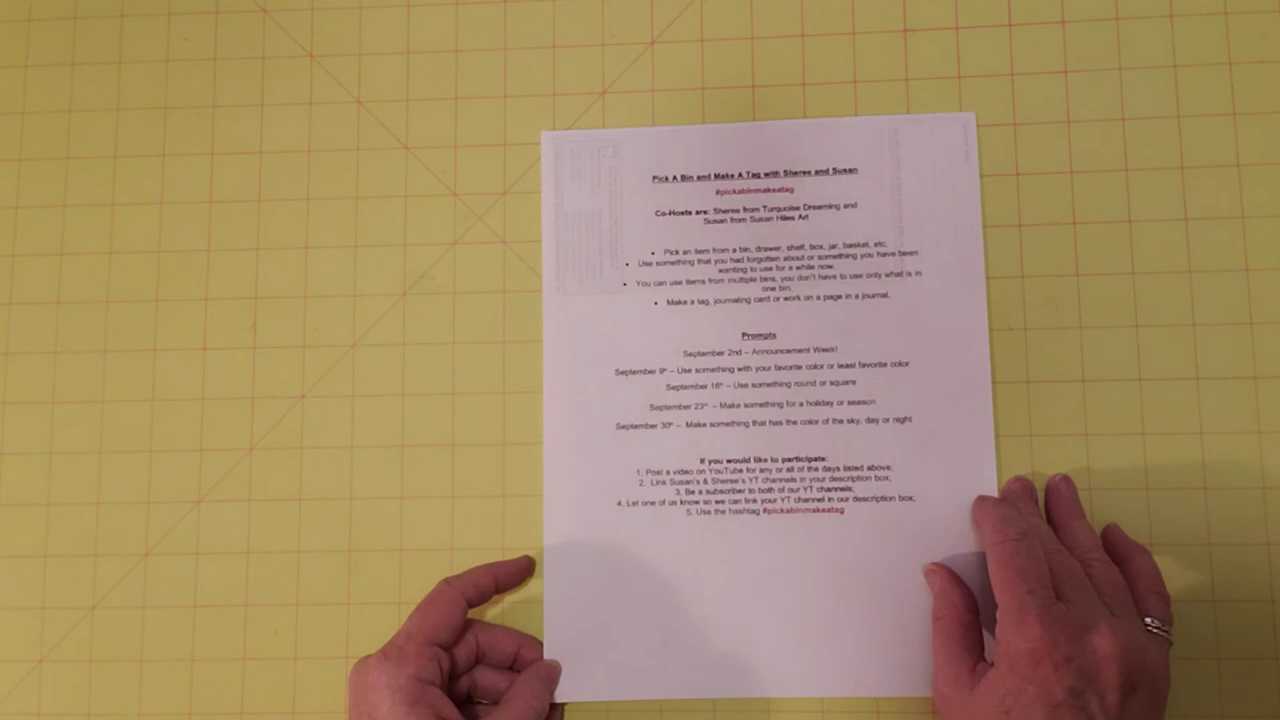 Pick A Bin and Make A Tag with Sheree and Susan
#pickabinmakeatag
Co-Hosts are: Sheree from Turquoise Dreaming and
Susan from Susan Hiles Art
• Pick an item from a bin, drawer, shelf, box, jar, basket, etc.
• Use something that you had forgotten about or something you have been
wanting to use for a while now.
• You can use items from multiple bins, you don't have to use only what is in
one bin.
• Make a tag, journaling card or work on a page in a journal.
Prompts
September 2nd – Announcement Week!
September 9th – Use something with your favorite color or least favorite color
September 16th – Use something round or square
September 23rd – Make something for a holiday or season
September 30th – Make something that has the color of the sky, day or night
If you would like to participate:
1. Post a video on YouTube for any or all of the days listed above;
2. Link Susan's & Sheree's YT channels in your description box;
3. Be a subscriber to both of our YT channels;
4. Let one of us know so we can link your YT channel in our description box;
5. Use the hashtag #pickabinmakeatag